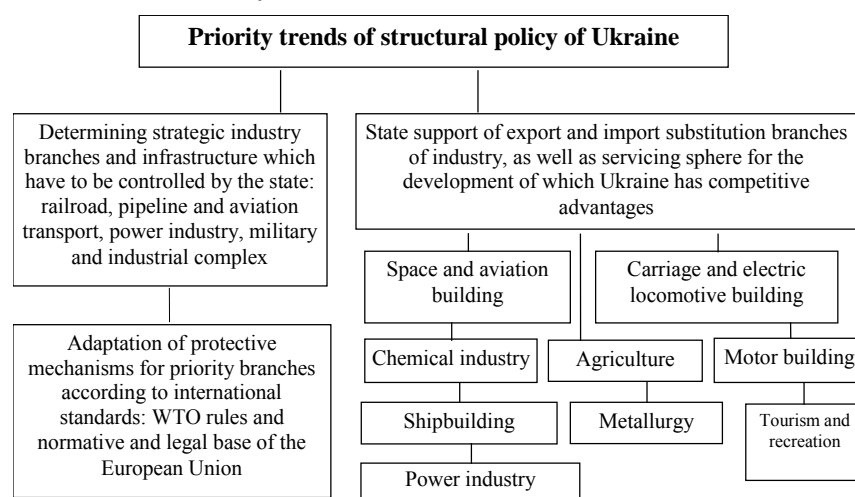 Priority trends of structural policy of Ukraine
Determining strategic industry
branches and infrastructure which
have to be controlled by the state:
railroad, pipeline and aviation
transport, power industry, military
and industrial complex
State support of export and import substitution branches
of industry, as well as servicing sphere for the
development of which Ukraine has competitive
advantages
Space and aviation
building
Carriage and electric
locomotive building
Adaptation of protective
mechanisms for priority branches
according to international
standards: WTO rules and
normative and legal base of the
European Union
Chemical industry
Agriculture
Motor building
Shipbuilding
Metallurgy
Tourism and
recreation
Power industry